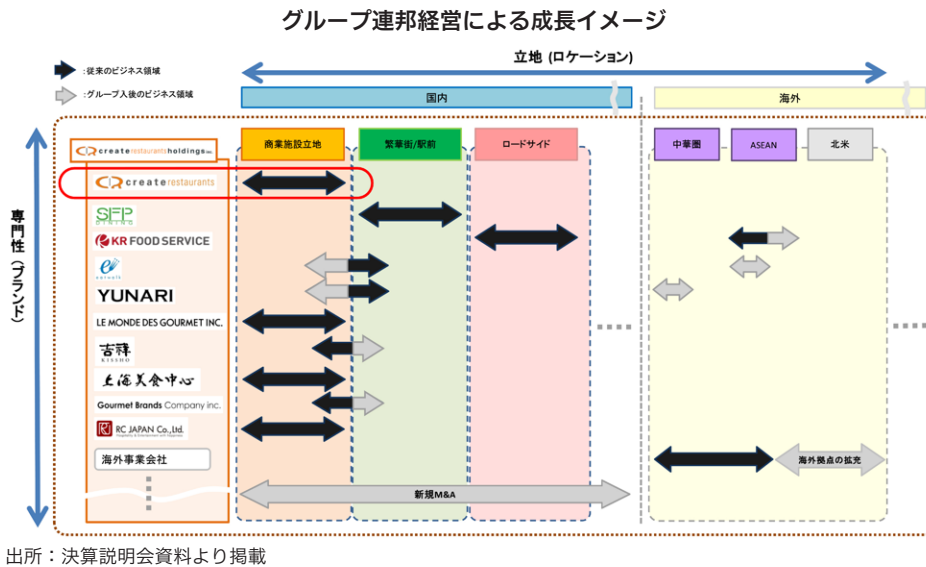 グループ連邦経営による成長イメージ
立地 (ロケーション)
:従来のビジネス領域
:グループ入後のビジネス領域
国内
海外
create restaurants holdings inc.
商業施設立地
繁華街/駅前
ロードサイド
中華圏
ASEAN
北米
create restaurants
専門性 (ブランド)
SFP
DINING
KR FOOD SERVICE
eatwalk
YUNARI
LE MONDE DES GOURMET INC.
吉祥
KISSHO
上海美食中心
Gourmet Brands Company inc.
RC JAPAN Co.,Ltd.
海外事業会社
海外拠点の拡充
新規M&A
出所：決算説明会資料より掲載